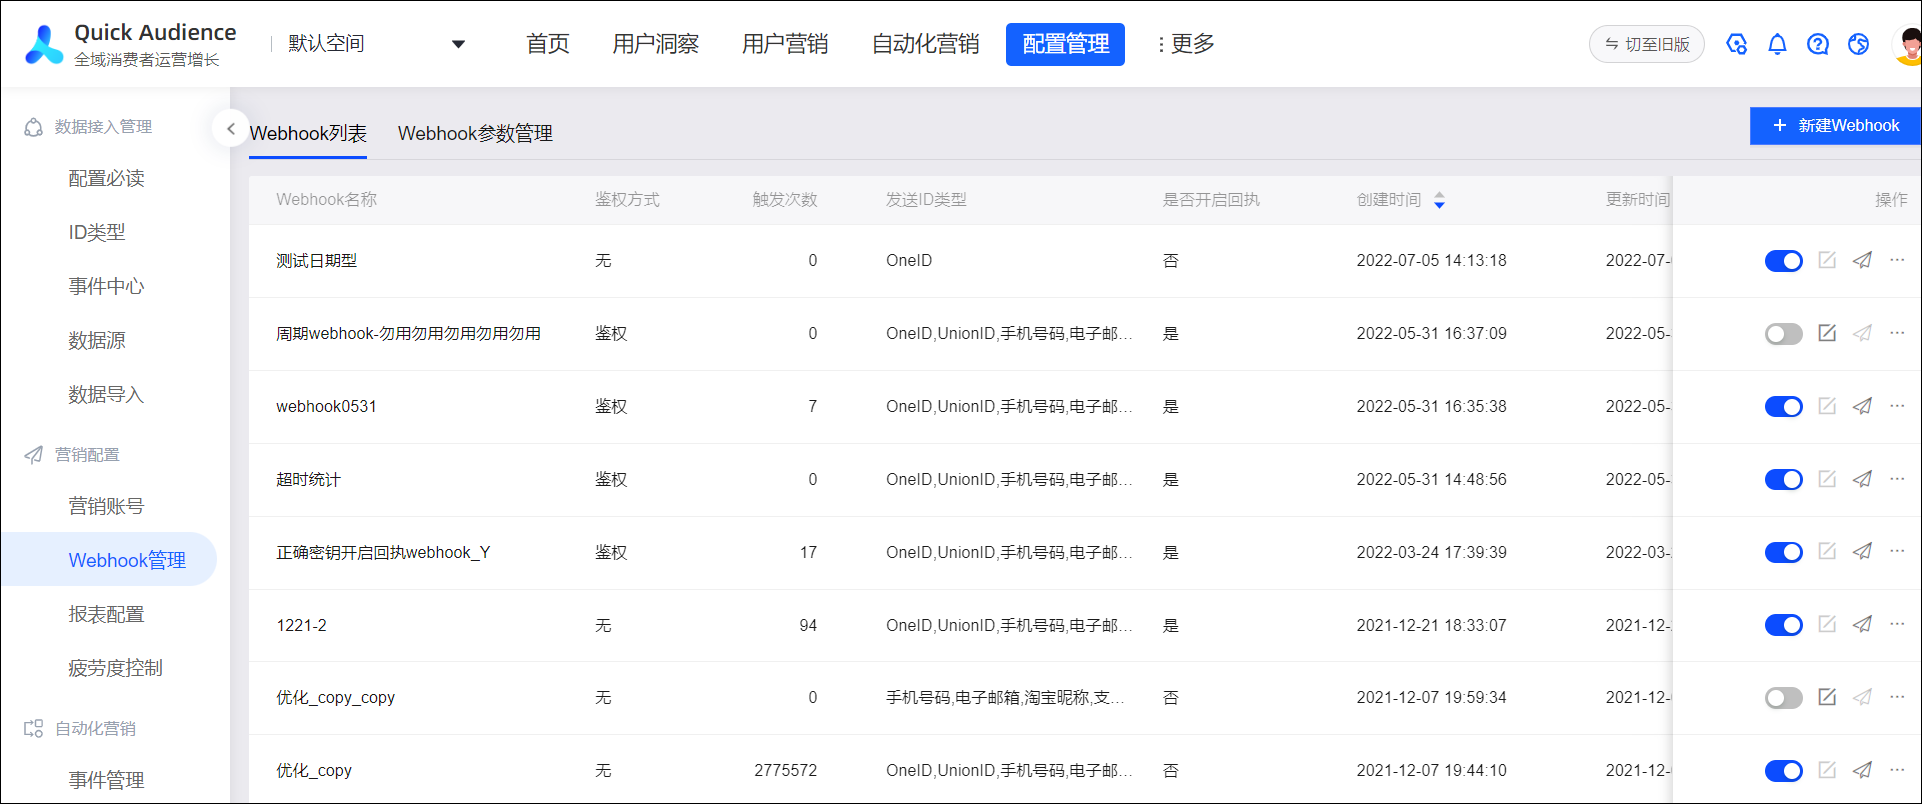 Quick Audience
全域消费者运营增长
默认空间
首页 用户洞察 用户营销 自动化营销 配置管理 更多
切至旧版
数据接入管理
配置必读
ID类型
事件中心
数据源
数据导入
营销配置
营销账号
Webhook管理
报表配置
疲劳度控制
自动化营销
事件管理
Webhook列表 Webhook参数管理
+ 新建Webhook
Webhook名称 鉴权方式 触发次数 发送ID类型 是否开启回执 创建时间 更新时间 操作
测试日期型 无 0 OneID 否 2022-07-05 14:13:18 2022-07-
周期webhook-勿用勿用勿用勿用勿用 鉴权 0 OneID,UnionID,手机号码,电子邮... 是 2022-05-31 16:37:09 2022-05-
webhook0531 鉴权 7 OneID,UnionID,手机号码,电子邮... 是 2022-05-31 16:35:38 2022-05-
超时统计 鉴权 0 OneID,UnionID,手机号码,电子邮... 是 2022-05-31 14:48:56 2022-05-
正确密钥开启回执webhook_Y 鉴权 17 OneID,UnionID,手机号码,电子邮... 是 2022-03-24 17:39:39 2022-03-
1221-2 无 94 OneID,UnionID,手机号码,电子邮... 是 2021-12-21 18:33:07 2021-12-
优化_copy_copy 无 0 手机号码,电子邮箱,淘宝昵称,支... 否 2021-12-07 19:59:34 2021-12-
优化_copy 无 2775572 OneID,UnionID,手机号码,电子邮... 否 2021-12-07 19:44:10 2021-12-